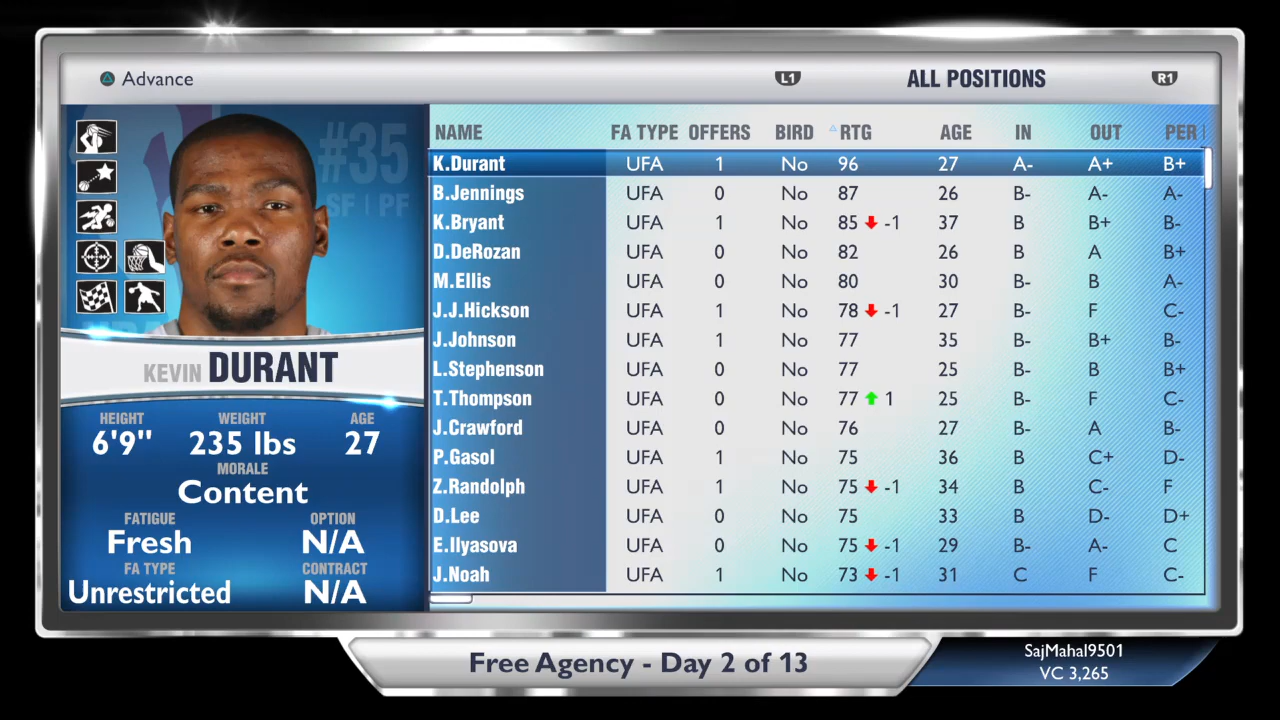 Advance
L1
ALL POSITIONS
R1
#35
SF | PF
KEVIN DURANT
HEIGHT WEIGHT AGE
6'9" 235 lbs 27
MORALE
Content
FATIGUE OPTION
Fresh N/A
FA TYPE CONTRACT
Unrestricted N/A
NAME FA TYPE OFFERS BIRD RTG AGE IN OUT PER
K.Durant UFA 1 No 96 27 A- A+ B+
B.Jennings UFA 0 No 87 26 B- A- A-
K.Bryant UFA 1 No 85 -1 37 B B+ B-
D.DeRozan UFA 0 No 82 26 B A B+
M.Ellis UFA 0 No 80 30 B- B A-
J.J.Hickson UFA 1 No 78 -1 27 B- F C-
J.Johnson UFA 1 No 77 35 B- B+ B-
L.Stephenson UFA 0 No 77 25 B- B B+
T.Thompson UFA 0 No 77 1 25 B- F C-
J.Crawford UFA 0 No 76 27 B- A B-
P.Gasol UFA 1 No 75 36 B C+ D-
Z.Randolph UFA 1 No 75 -1 34 B C- F
D.Lee UFA 0 No 75 33 B D- D+
E.Ilyasova UFA 0 No 75 -1 29 B- A- C
J.Noah UFA 1 No 73 -1 31 C F C-
Free Agency - Day 2 of 13
SajMahal9501
VC 3,265